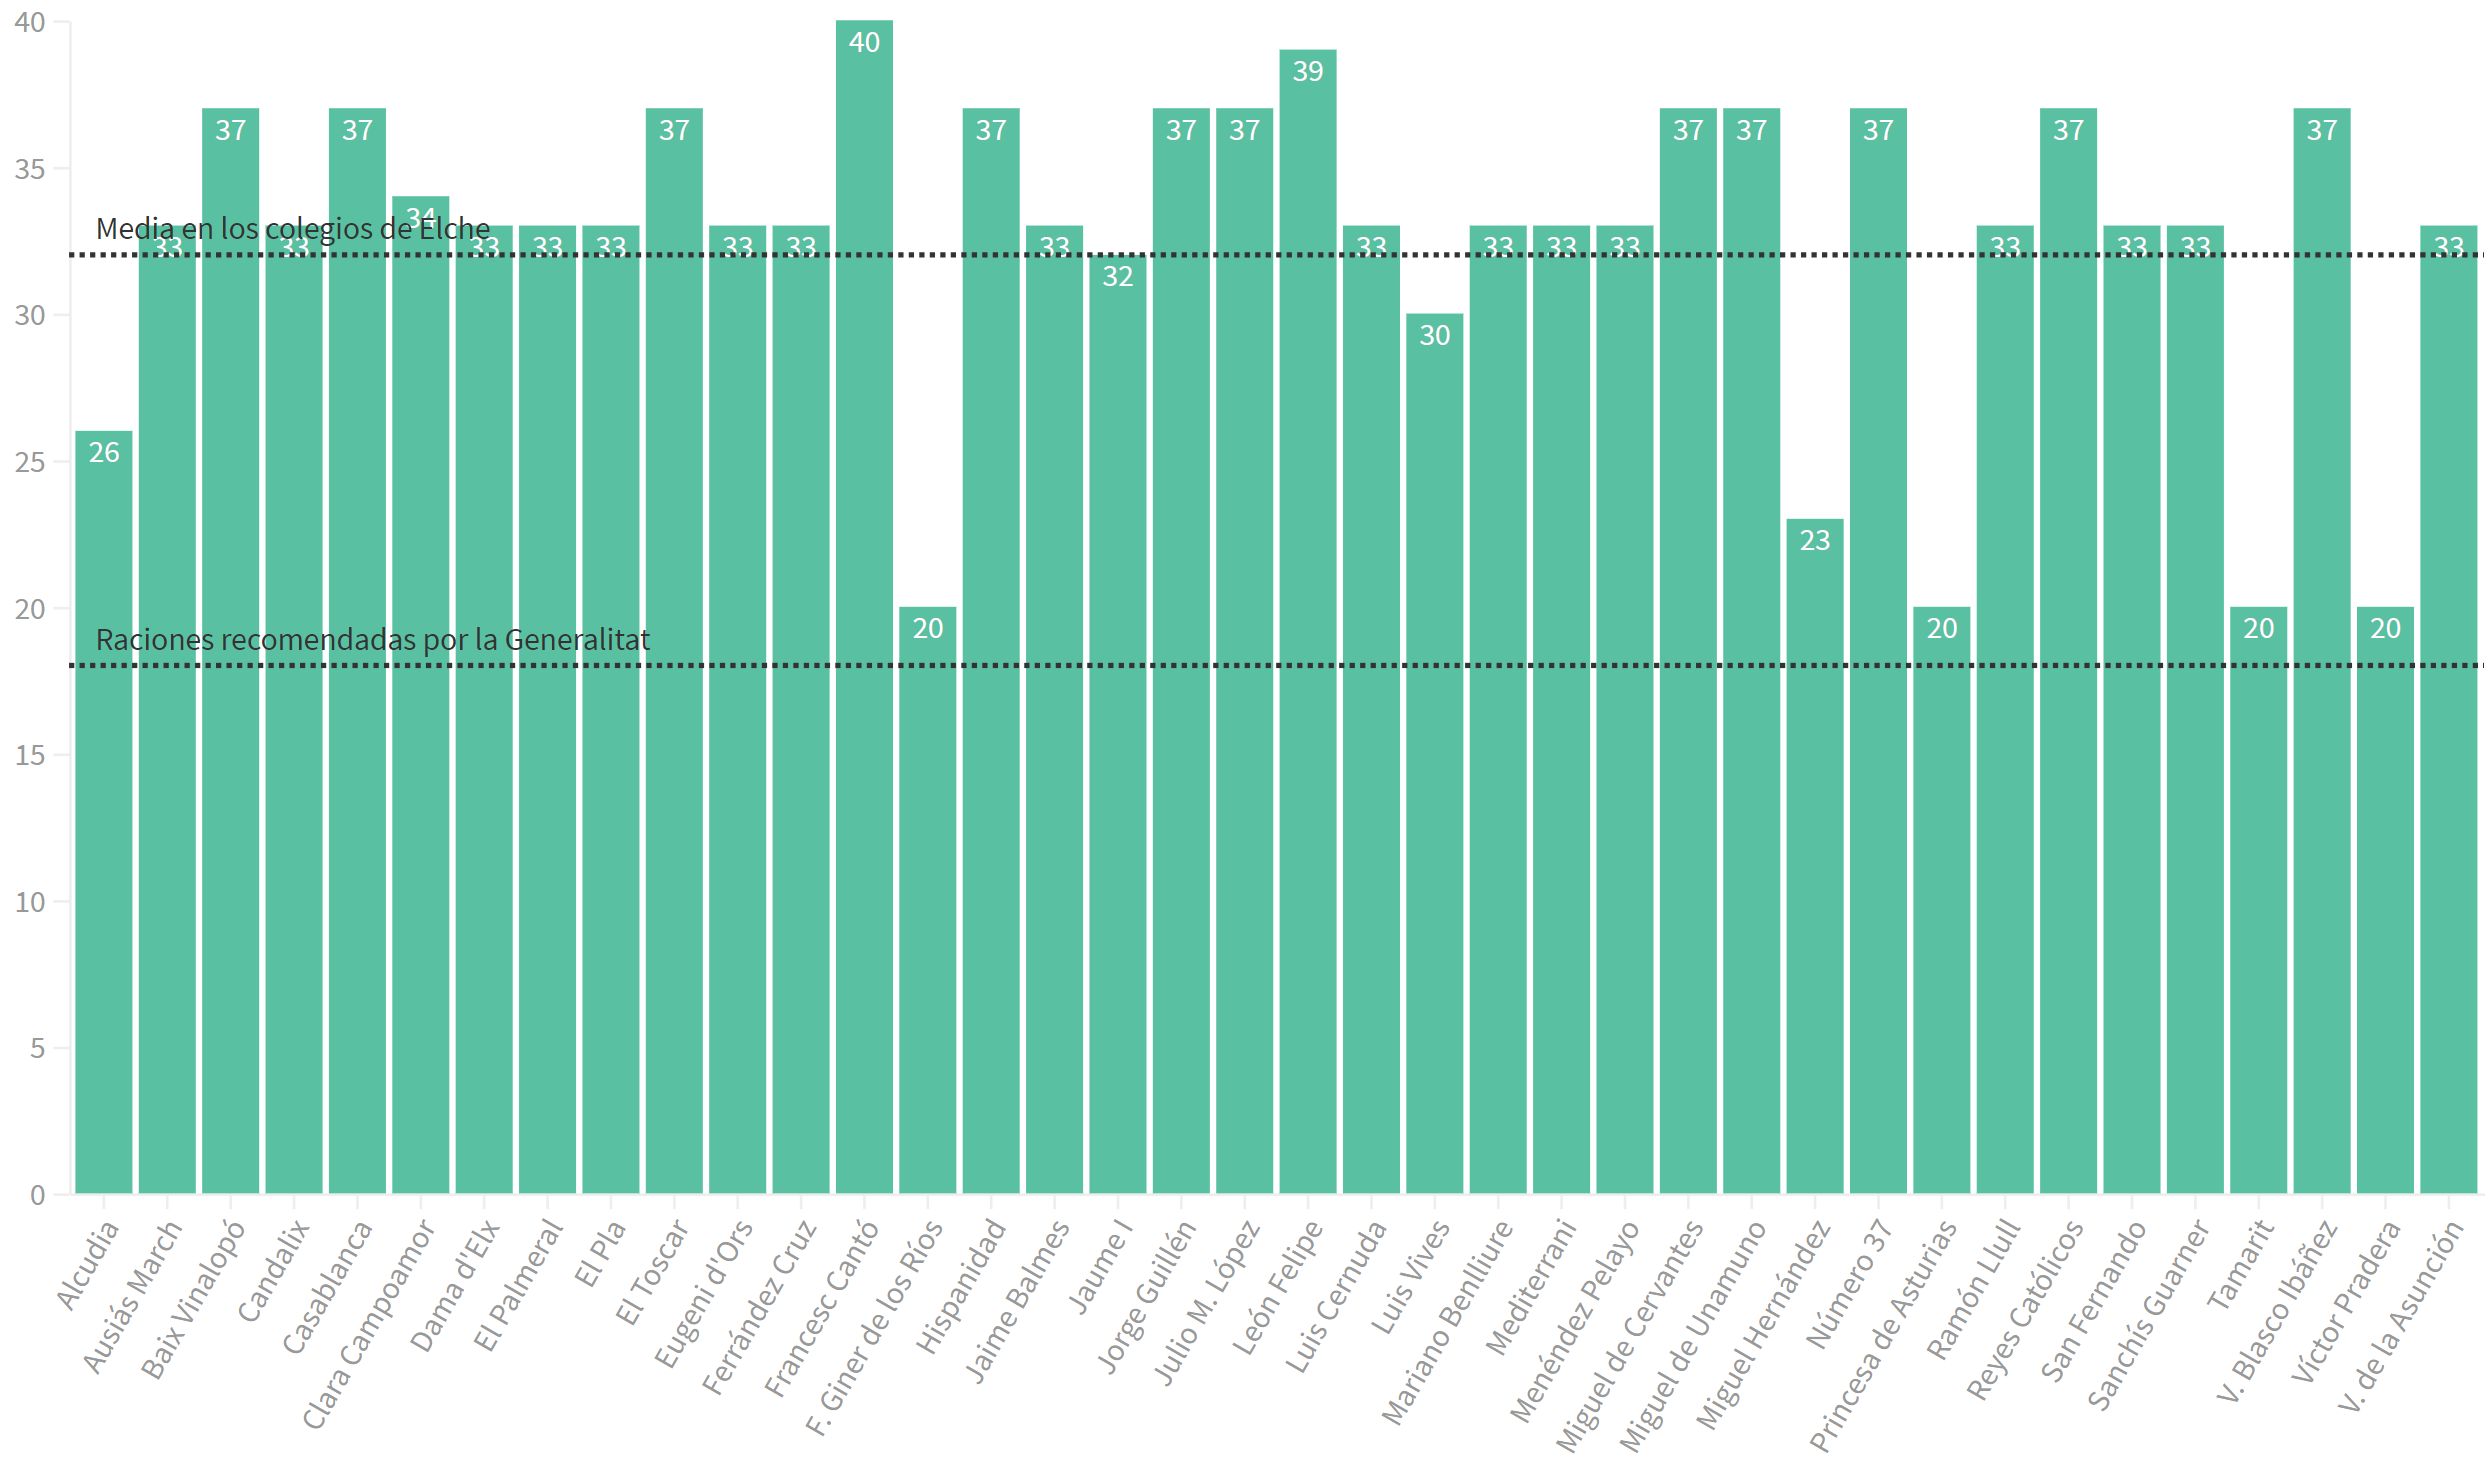 40
35
30
25
20
15
10
5
0
Media en los colegios de Elche
Raciones recomendadas por la Generalitat
26
33
37
33
37
34
33
33
33
37
33
33
40
20
37
33
32
37
37
39
33
30
33
33
33
37
37
23
37
20
33
37
33
33
20
37
20
33
Alcudia
Ausiás March
Baix Vinalopó
Candalix
Casablanca
Clara Campoamor
Dama d'Elx
El Palmeral
El Pla
El Toscar
Eugeni d'Ors
Ferrández Cruz
Francesc Cantó
F. Giner de los Ríos
Hispanidad
Jaime Balmes
Jaume I
Jorge Guillén
Julio M. López
León Felipe
Luis Cernuda
Luis Vives
Mariano Benlliure
Mediterrani
Menéndez Pelayo
Miguel de Cervantes
Miguel de Unamuno
Miguel Hernández
Número 37
Princesa de Asturias
Ramón Llull
Reyes Católicos
San Fernando
Sanchís Guarner
Tamarit
V. Blasco Ibáñez
Víctor Pradera
V. de la Asunción